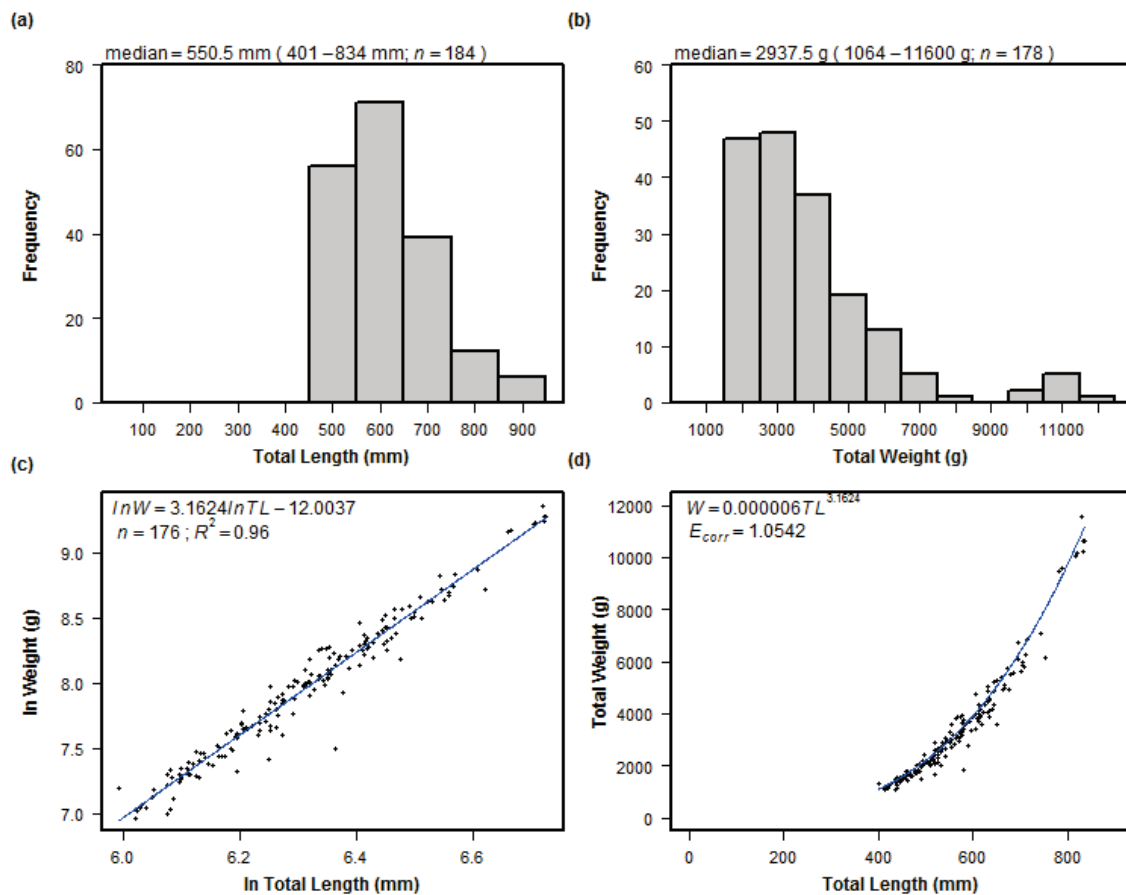 (a)
median = 550.5 mm ( 401 – 834 mm; n = 184 )
80
60
40
20
0
Frequency
100 200 300 400 500 600 700 800 900
Total Length (mm)
(b)
median = 2937.5 g ( 1064 – 11600 g; n = 178 )
60
50
40
30
20
10
0
Frequency
1000 3000 5000 7000 9000 11000
Total Weight (g)
(c)
lnW = 3.1624lnTL – 12.0037
n = 176 ; R² = 0.96
9.0
8.5
8.0
7.5
7.0
ln Weight (g)
6.0 6.2 6.4 6.6
ln Total Length (mm)
(d)
W = 0.000006TL^3.1624
E_corr = 1.0542
12000
10000
8000
6000
4000
2000
0
Total Weight (g)
0 200 400 600 800
Total Length (mm)